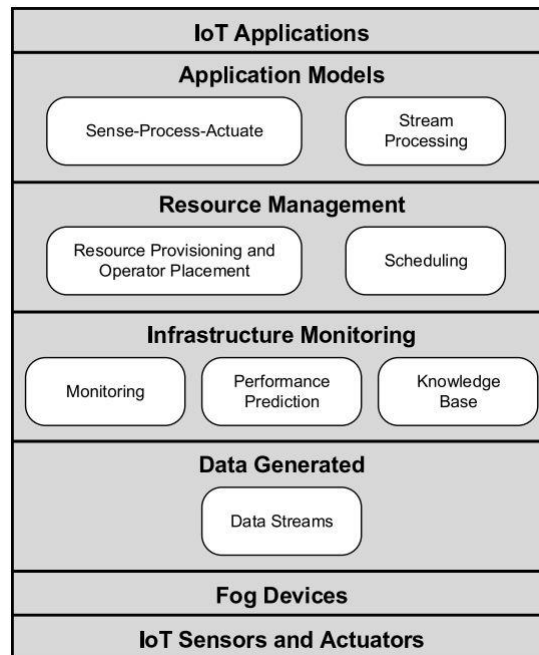 IoT Applications
Application Models
Sense-Process-Actuate
Stream
Processing
Resource Management
Resource Provisioning and
Operator Placement
Scheduling
Infrastructure Monitoring
Monitoring
Performance
Prediction
Knowledge
Base
Data Generated
Data Streams
Fog Devices
IoT Sensors and Actuators